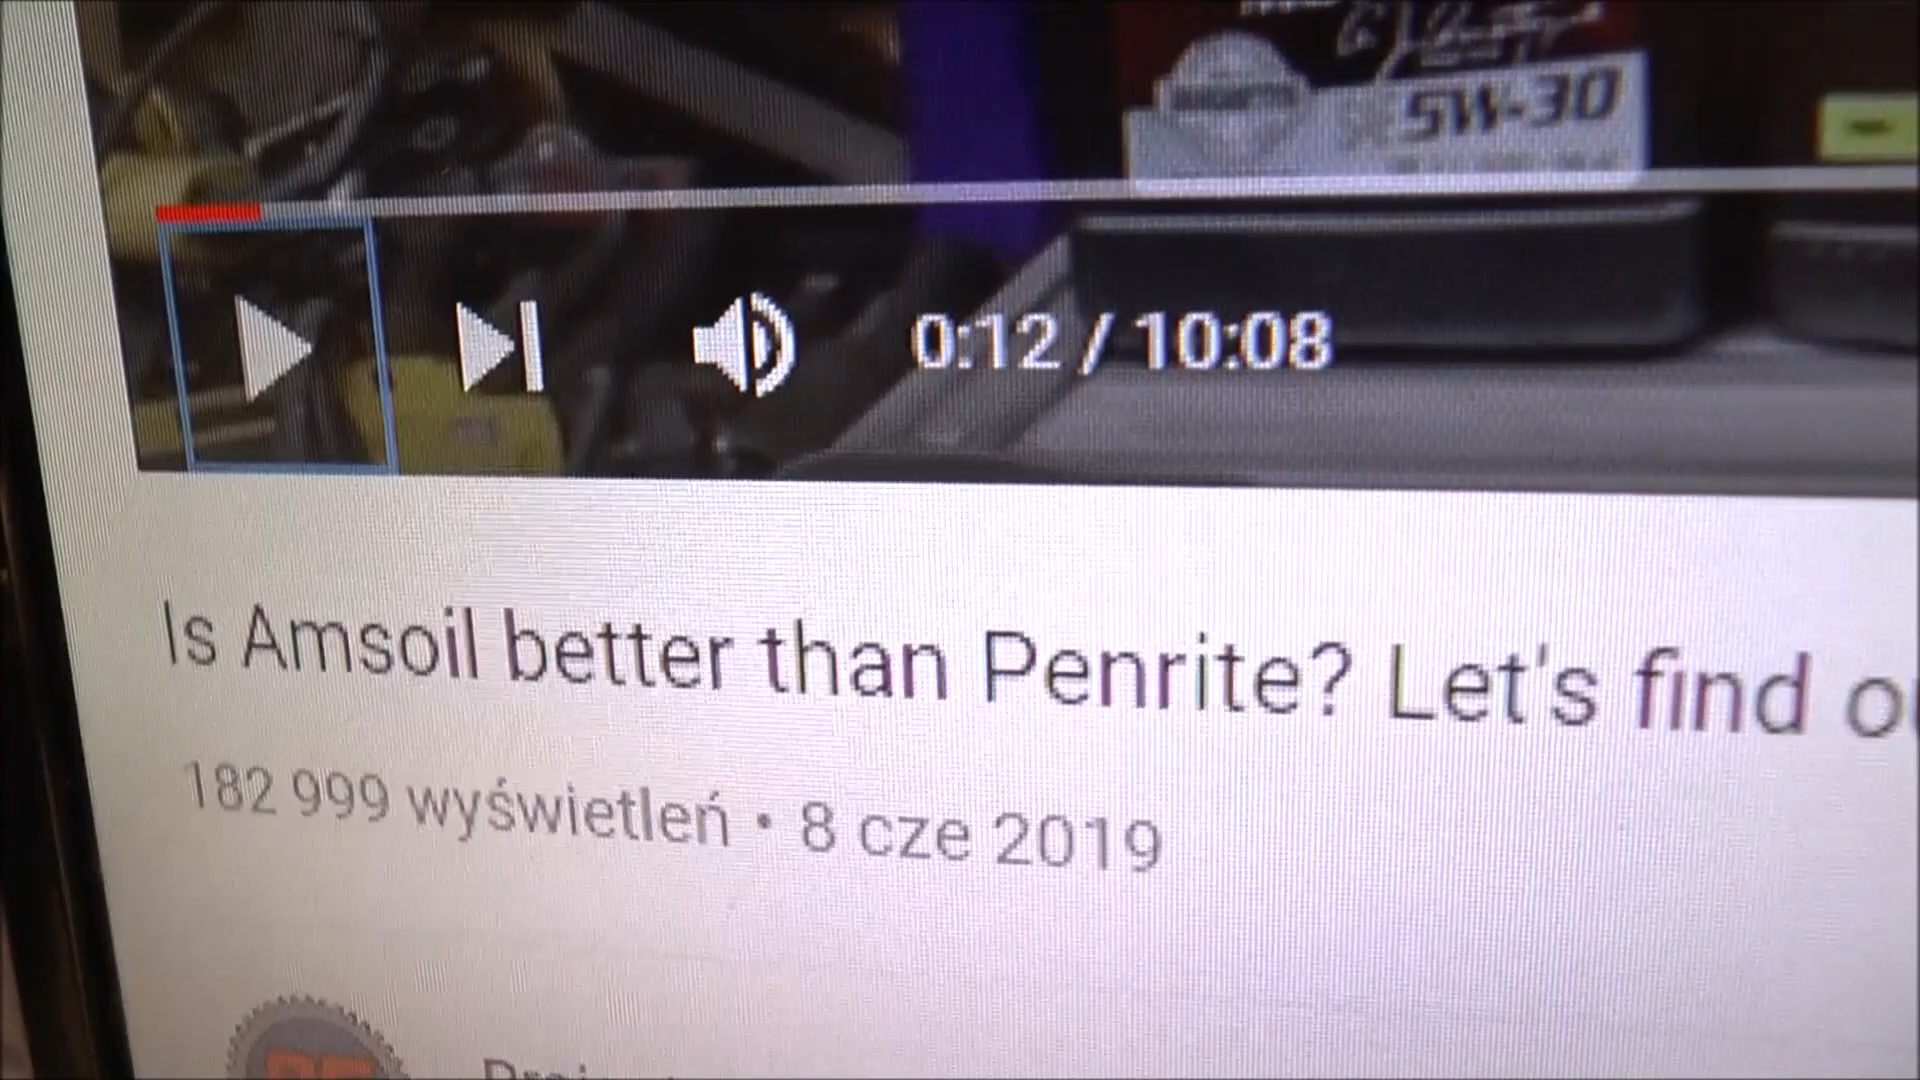 5W-30
0:12 / 10:08
Is Amsoil better than Penrite? Let's find
182 999 wyświetleń • 8 cze 2019